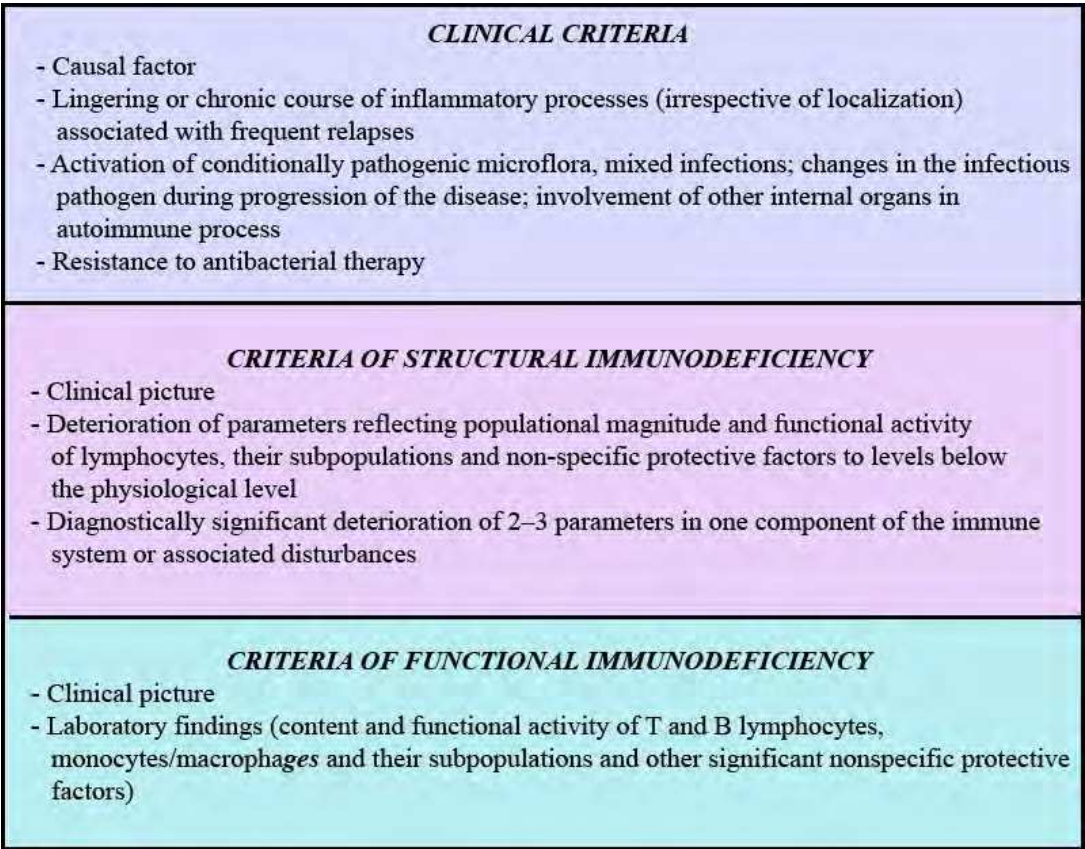 CLINICAL CRITERIA
- Causal factor
- Lingering or chronic course of inflammatory processes (irrespective of localization)
associated with frequent relapses
- Activation of conditionally pathogenic microflora, mixed infections; changes in the infectious
pathogen during progression of the disease; involvement of other internal organs in
autoimmune process
- Resistance to antibacterial therapy
CRITERIA OF STRUCTURAL IMMUNODEFICIENCY
- Clinical picture
- Deterioration of parameters reflecting populational magnitude and functional activity
of lymphocytes, their subpopulations and non-specific protective factors to levels below
the physiological level
- Diagnostically significant deterioration of 2–3 parameters in one component of the immune
system or associated disturbances
CRITERIA OF FUNCTIONAL IMMUNODEFICIENCY
- Clinical picture
- Laboratory findings (content and functional activity of T and B lymphocytes,
monocytes/macrophages and their subpopulations and other significant nonspecific protective
factors)